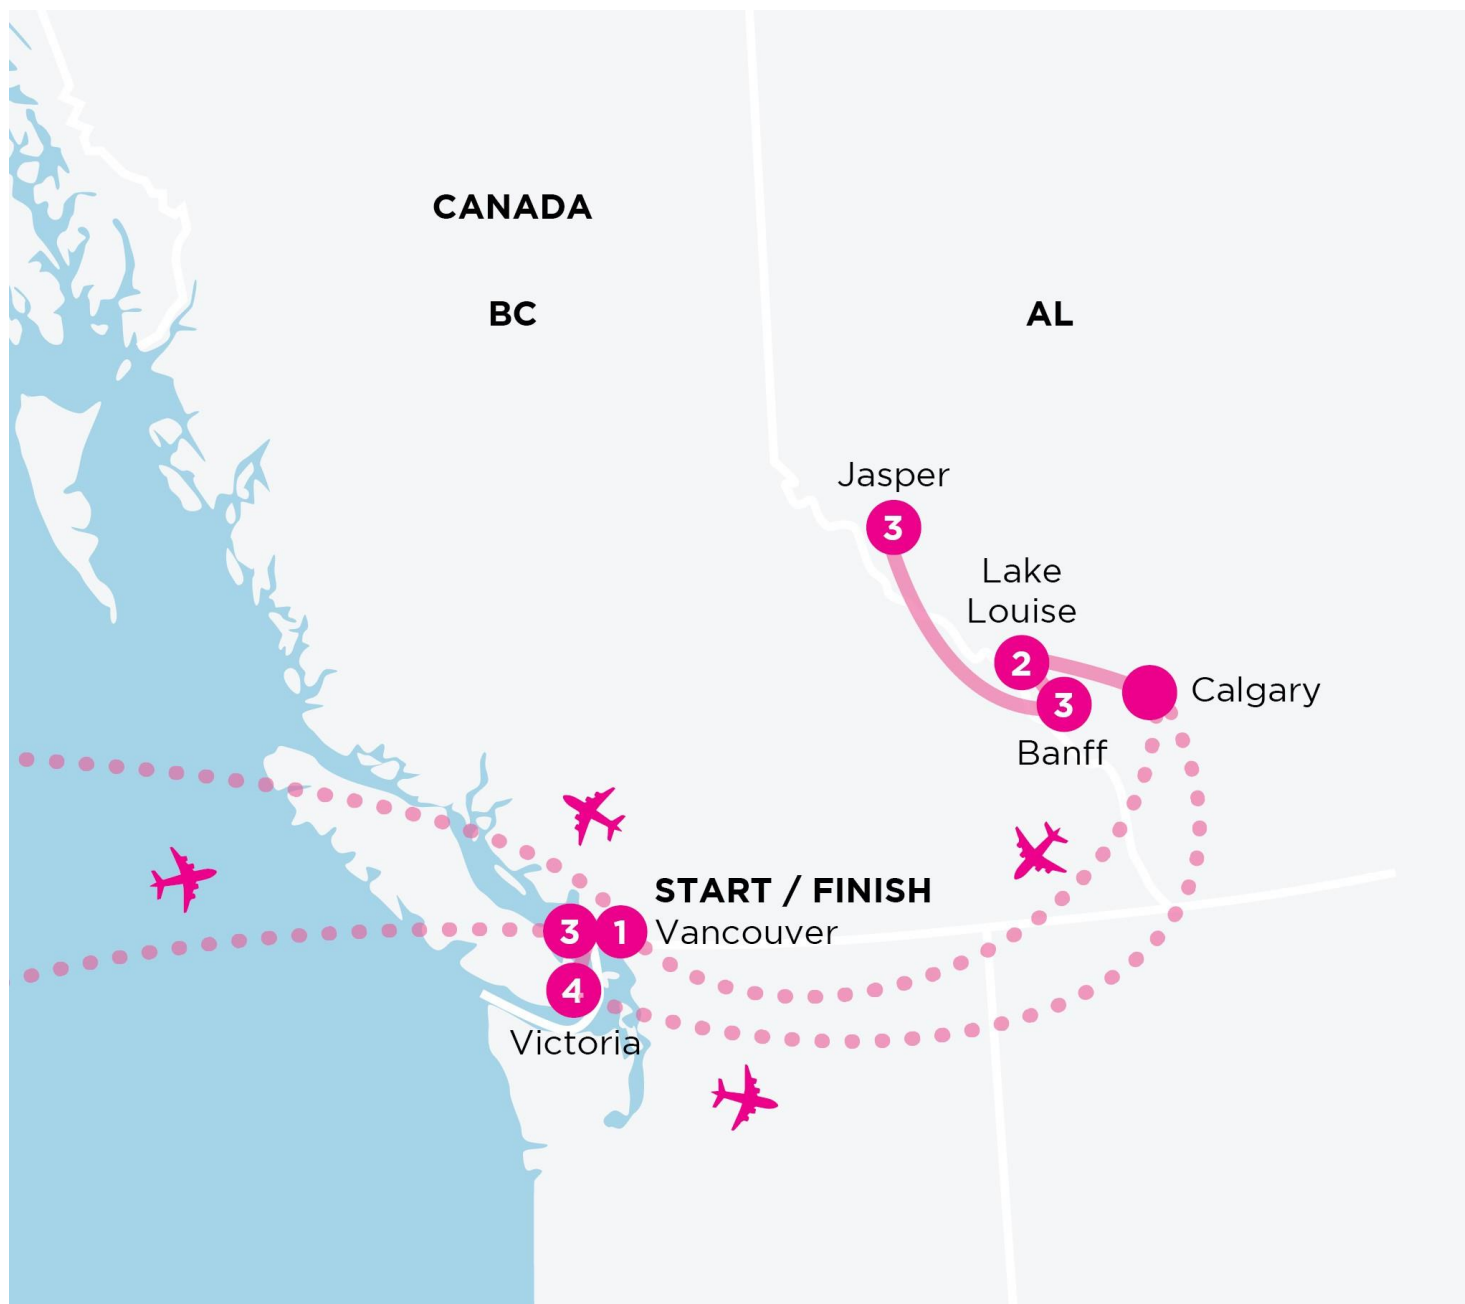 CANADA
BC
AL
Jasper
3
Lake
Louise
2
3
Calgary
Banff
START / FINISH
3
1
Vancouver
4
Victoria